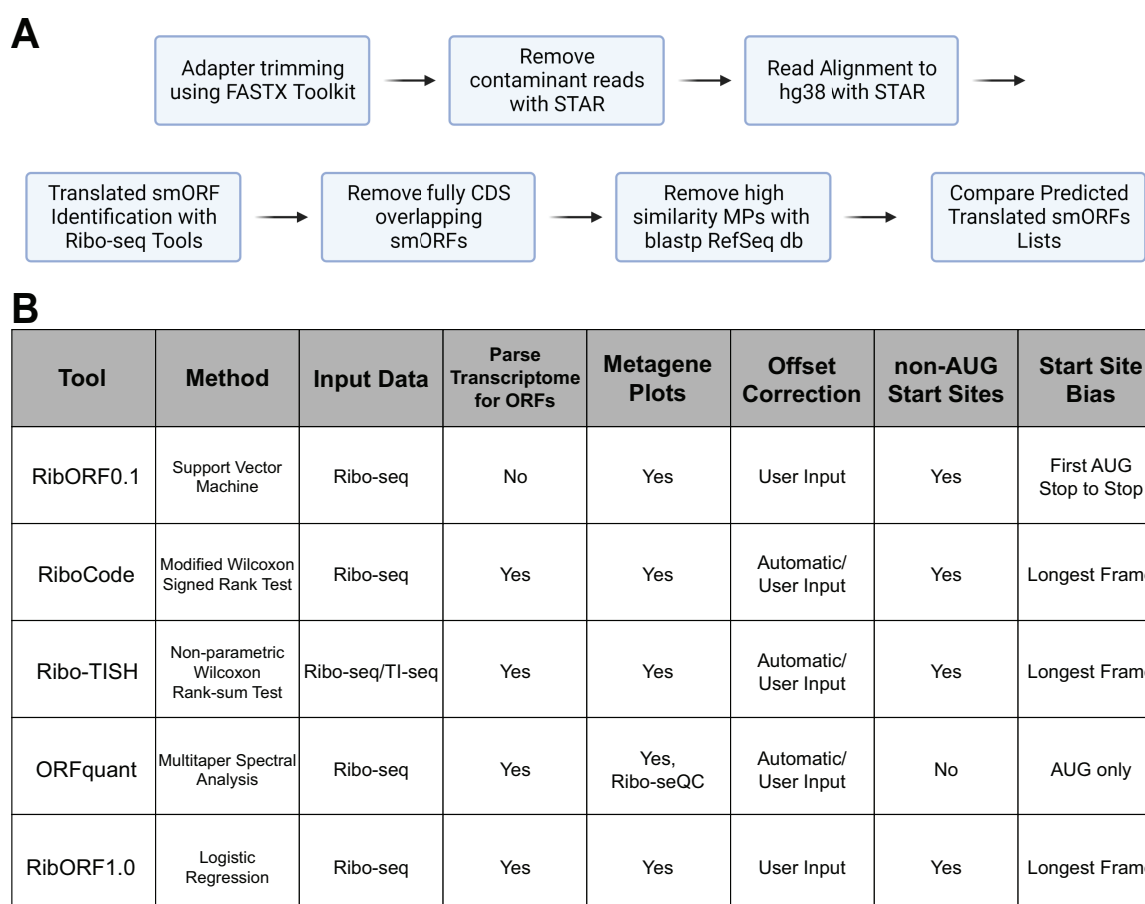 A
Adapter trimming
using FASTX Toolkit
Remove
contaminant reads
with STAR
Read Alignment to
hg38 with STAR
Translated smORF
Identification with
Ribo-seq Tools
Remove fully CDS
overlapping
smORFs
Remove high
similarity MPs with
blastp RefSeq db
Compare Predicted
Translated smORFs
Lists
B
Tool
Method
Input Data
Parse
Transcriptome
for ORFs
Metagene
Plots
Offset
Correction
non-AUG
Start Sites
Start Site
Bias
RibORF0.1
Support Vector
Machine
Ribo-seq
No
Yes
User Input
Yes
First AUG
Stop to Stop
RiboCode
Modified Wilcoxon
Signed Rank Test
Ribo-seq
Yes
Yes
Automatic/
User Input
Yes
Longest Frame
Ribo-TISH
Non-parametric
Wilcoxon
Rank-sum Test
Ribo-seq/TI-seq
Yes
Yes
Automatic/
User Input
Yes
Longest Frame
ORFquant
Multitaper Spectral
Analysis
Ribo-seq
Yes
Yes,
Ribo-seQC
Automatic/
User Input
No
AUG only
RibORF1.0
Logistic
Regression
Ribo-seq
Yes
Yes
User Input
Yes
Longest Frame